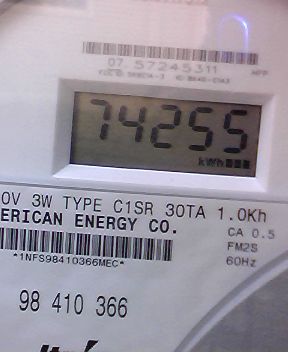 07 57245311
74255
kWh
0V 3W TYPE C1SR 30TA 1.0Kh
ERICAN ENERGY CO.
CA 0.5
FM2S
60Hz
*1NFS98410366MEC*
98 410 366